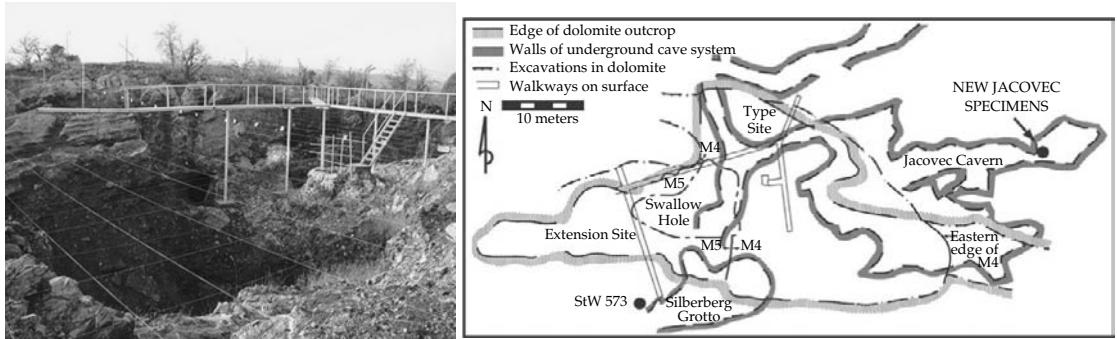 Edge of dolomite outcrop
Walls of underground cave system
Excavations in dolomite
Walkways on surface
N
10 meters
NEW JACOVEC
SPECIMENS
Type
Site
M4
Jacovec Cavern
M5
Swallow
Hole
Extension Site
M5
M4
Eastern
edge of
M4
StW 573
Silberberg
Grotto